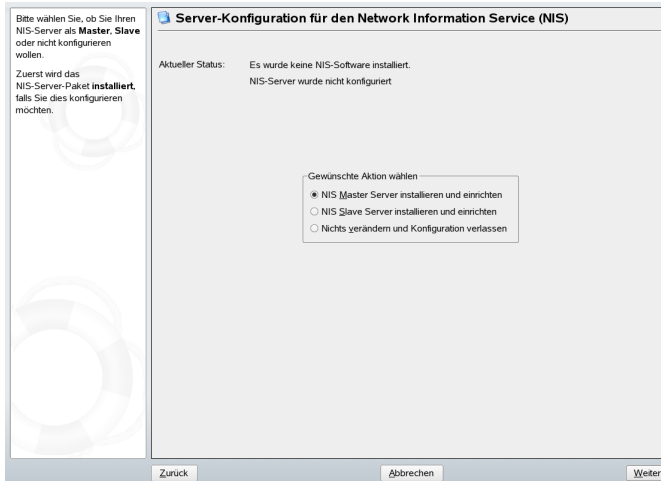 Bitte wählen Sie, ob Sie Ihren
NIS-Server als Master, Slave
oder nicht konfigurieren
wollen.
Zuerst wird das
NIS-Server-Paket installiert,
falls Sie dies konfigurieren
möchten.
Server-Konfiguration für den Network Information Service (NIS)
Aktueller Status: Es wurde keine NIS-Software installiert.
NIS-Server wurde nicht konfiguriert
Gewünschte Aktion wählen
NIS Master Server installieren und einrichten
NIS Slave Server installieren und einrichten
Nichts verändern und Konfiguration verlassen
Zurück Abbrechen Weiter